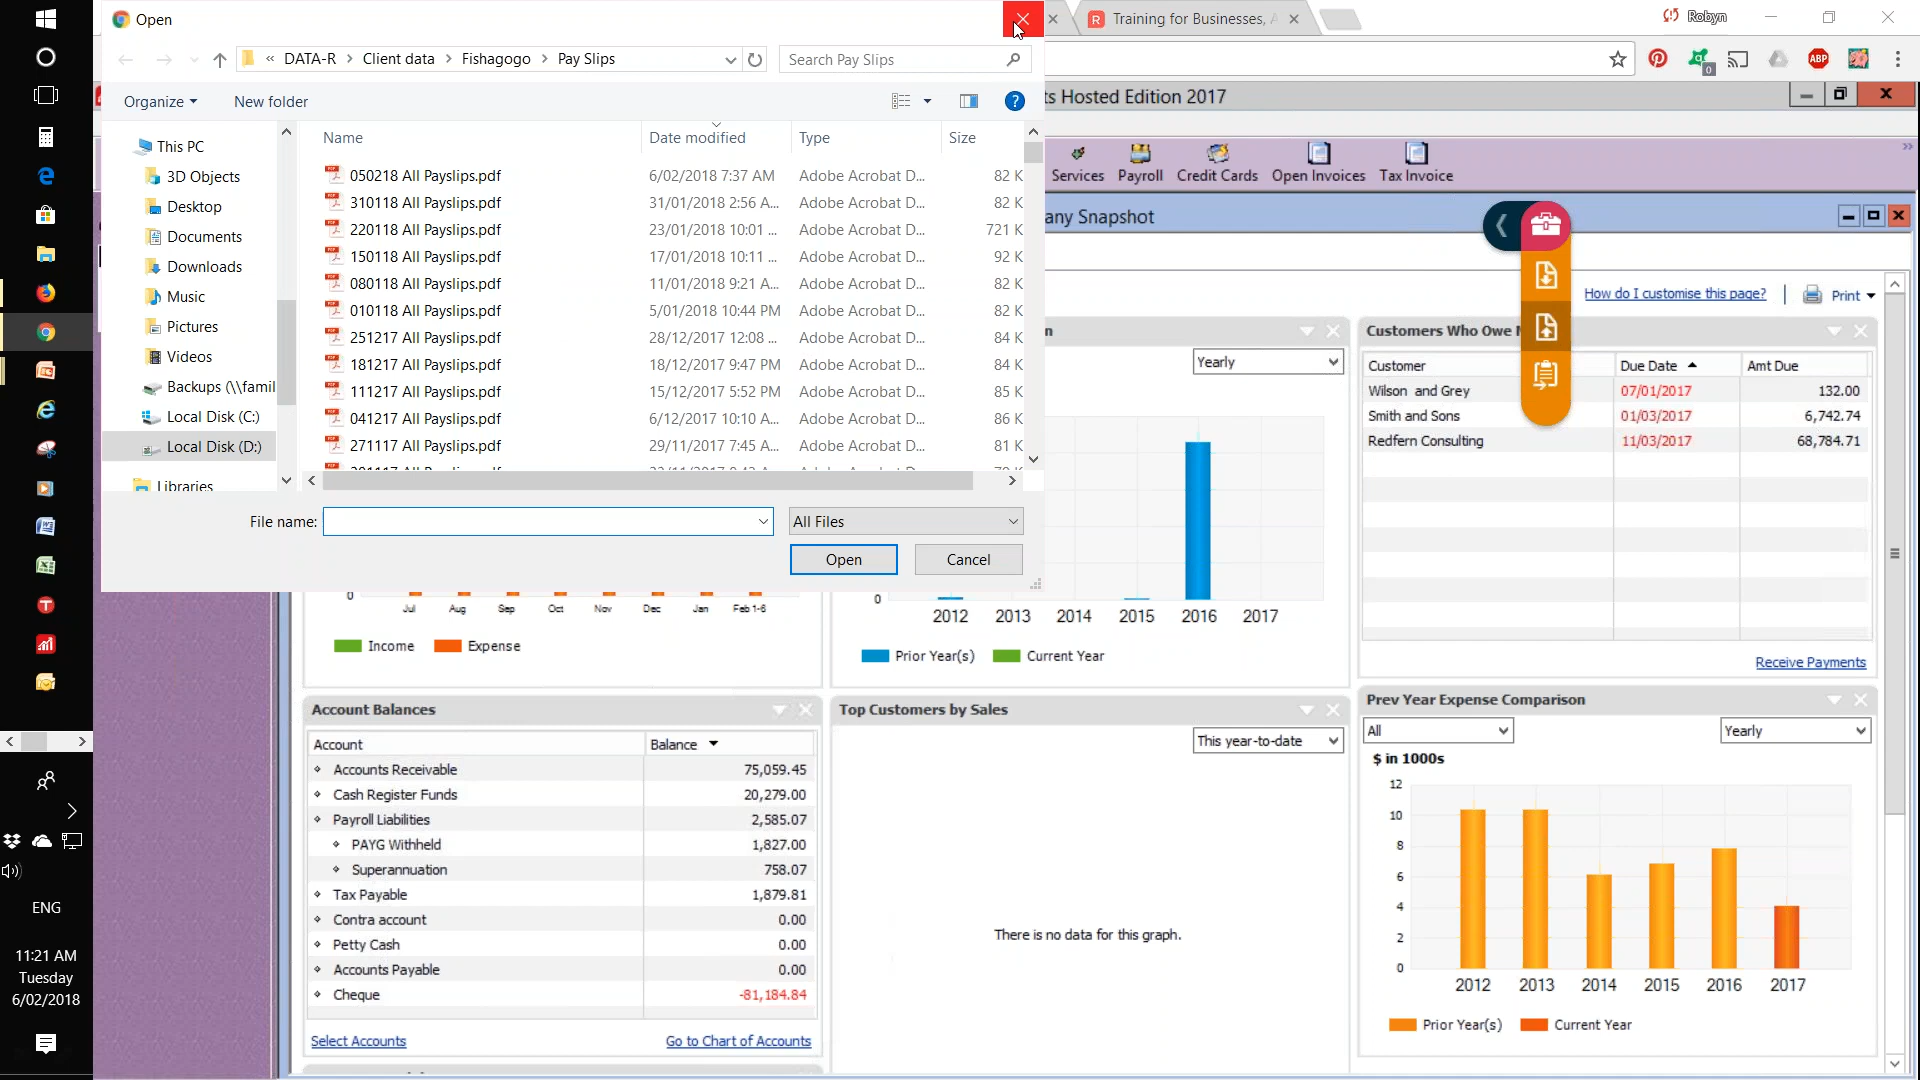 Open
Training for Businesses, A
Robyn
« DATA-R > Client data > Fishagogo > Pay Slips
Search Pay Slips
ABP
0
ts Hosted Edition 2017
Organize
New folder
Services
Payroll
Credit Cards
Open Invoices
Tax Invoice
any Snapshot
How do I customise this page?
Print
This PC
3D Objects
Desktop
Documents
Downloads
Music
Pictures
Videos
Backups (\\famil
Local Disk (C:)
Local Disk (D:)
Libraries
Name Date modified Type Size
050218 All Payslips.pdf 6/02/2018 7:37 AM Adobe Acrobat D... 82 K
310118 All Payslips.pdf 31/01/2018 2:56 A... Adobe Acrobat D... 82 K
220118 All Payslips.pdf 23/01/2018 10:01 ... Adobe Acrobat D... 721 K
150118 All Payslips.pdf 17/01/2018 10:11 ... Adobe Acrobat D... 92 K
080118 All Payslips.pdf 11/01/2018 9:21 A... Adobe Acrobat D... 82 K
010118 All Payslips.pdf 5/01/2018 10:44 PM Adobe Acrobat D... 82 K
251217 All Payslips.pdf 28/12/2017 12:08 ... Adobe Acrobat D... 84 K
181217 All Payslips.pdf 18/12/2017 9:47 PM Adobe Acrobat D... 84 K
111217 All Payslips.pdf 15/12/2017 5:52 PM Adobe Acrobat D... 85 K
041217 All Payslips.pdf 6/12/2017 10:10 A... Adobe Acrobat D... 86 K
271117 All Payslips.pdf 29/11/2017 7:45 A... Adobe Acrobat D... 81 K
File name:
All Files
Open
Cancel
n
Yearly
0
2012 2013 2014 2015 2016 2017
Prior Year(s) Current Year
0
Jul Aug Sep Oct Nov Dec Jan Feb 1-6
Income Expense
Customers Who Owe M
Customer Due Date Amt Due
Wilson and Grey 07/01/2017 132.00
Smith and Sons 01/03/2017 6,742.74
Redfern Consulting 11/03/2017 68,784.71
Receive Payments
Account Balances
Account Balance
Accounts Receivable 75,059.45
Cash Register Funds 20,279.00
Payroll Liabilities 2,585.07
PAYG Withheld 1,827.00
Superannuation 758.07
Tax Payable 1,879.81
Contra account 0.00
Petty Cash 0.00
Accounts Payable 0.00
Cheque -81,184.84
Select Accounts
Go to Chart of Accounts
Top Customers by Sales
This year-to-date
There is no data for this graph.
Prev Year Expense Comparison
All
Yearly
$ in 1000s
12
10
8
6
4
2
0
2012 2013 2014 2015 2016 2017
Prior Year(s) Current Year
ENG
11:21 AM
Tuesday
6/02/2018